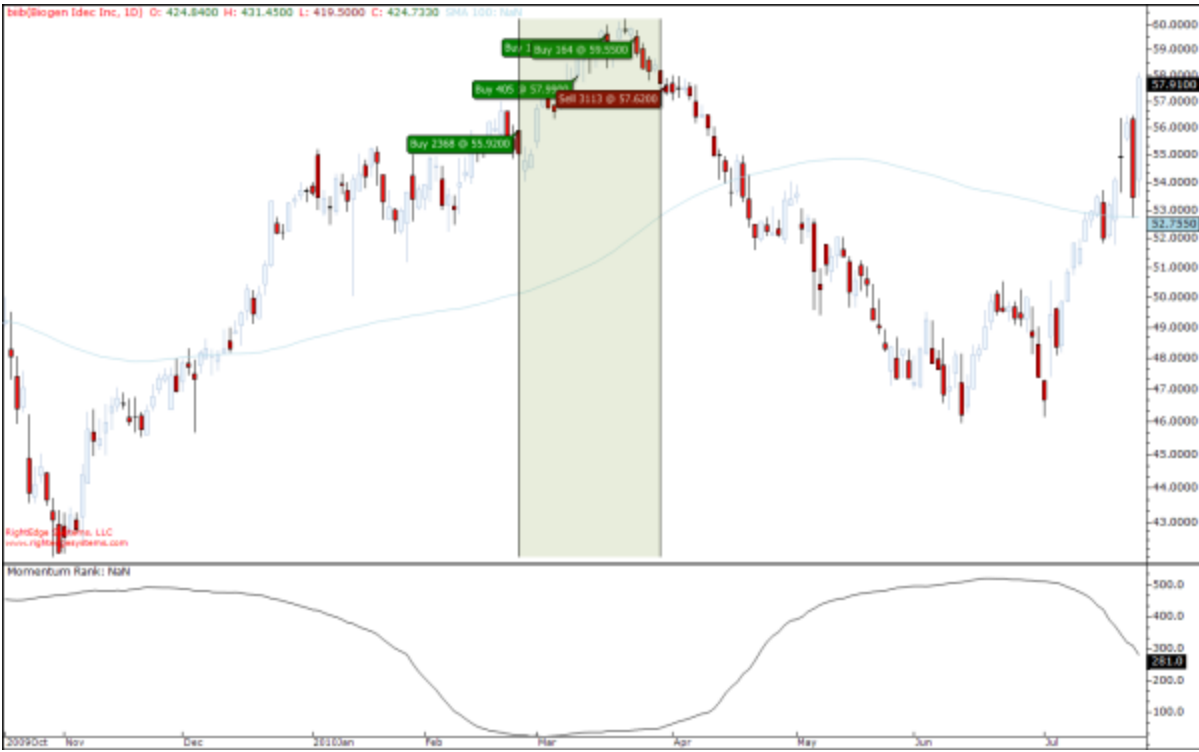 [Biogen Idec Inc, 1D] O: 424.8400 H: 431.4500 L: 419.5000 C: 424.7330 SMA 100: NaN
60.0000
59.0000
58.0000
57.9100
57.0000
56.0000
55.0000
54.0000
53.0000
52.7550
52.0000
51.0000
50.0000
49.0000
48.0000
47.0000
46.0000
45.0000
44.0000
43.0000
Buy 164 @ 59.5500
Buy 405 @
Sell 3113 @ 57.6200
Buy 2368 @ 55.9200
RightEdge Systems, LLC
www.rightedgesystems.com
Momentum Rank: NaN
500.0
400.0
300.0
281.0
200.0
100.0
2009Oct Nov Dec 2010Jan Feb Mar Apr May Jun Jul